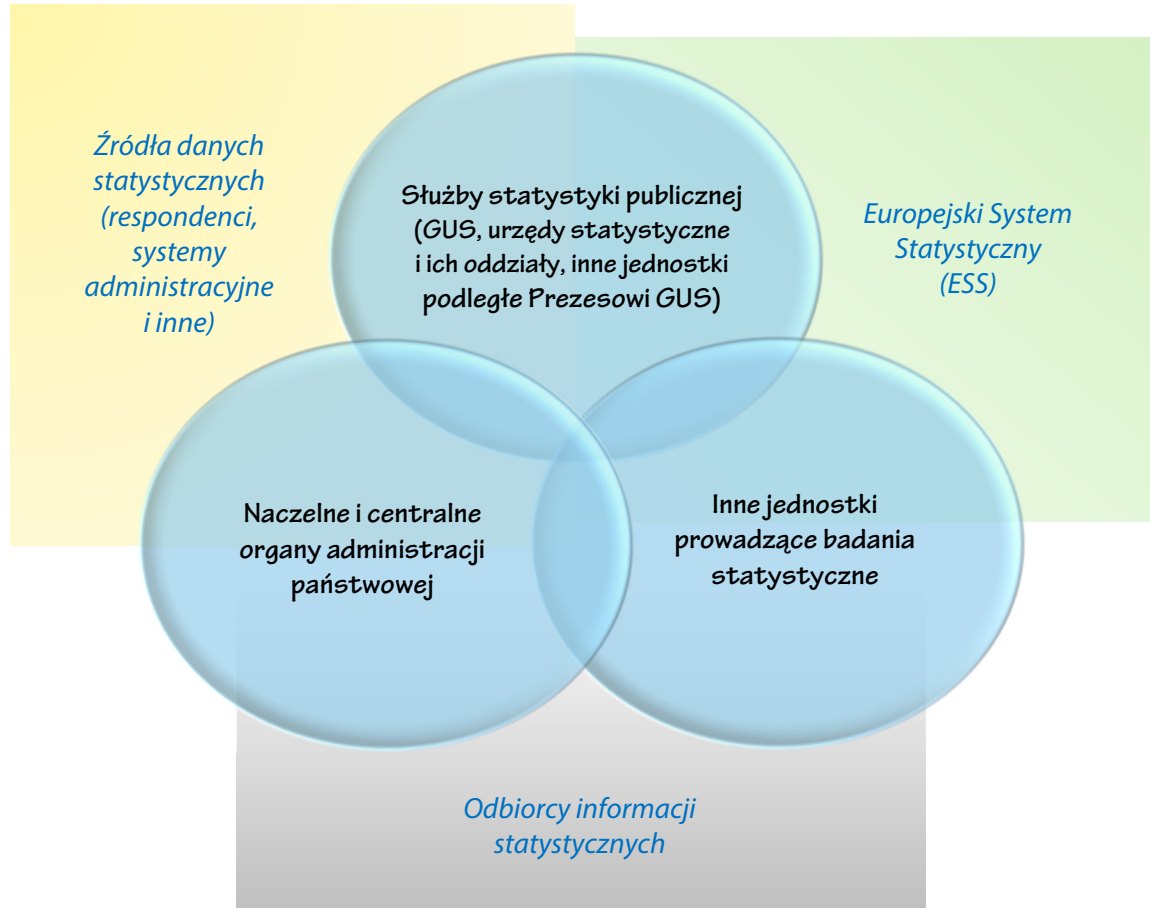 Źródła danych
statystycznych
(respondenci,
systemy
administracyjne
i inne)
Służby statystyki publicznej
(GUS, urzędy statystyczne
i ich oddziały, inne jednostki
podległe Prezesowi GUS)
Europejski System
Statystyczny
(ESS)
Naczelne i centralne
organy administracji
państwowej
Inne jednostki
prowadzące badania
statystyczne
Odbiorcy informacji
statystycznych